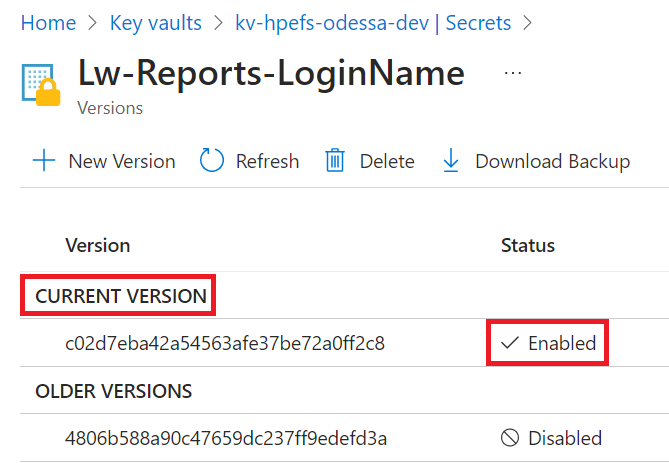 Home > Key vaults > kv-hpefs-odessa-dev | Secrets >
Lw-Reports-LoginName ...
Versions
New Version Refresh Delete Download Backup
Version Status
CURRENT VERSION
c02d7eba42a54563afe37be72a0ff2c8 Enabled
OLDER VERSIONS
4806b588a90c47659dc237ff9edefd3a Disabled